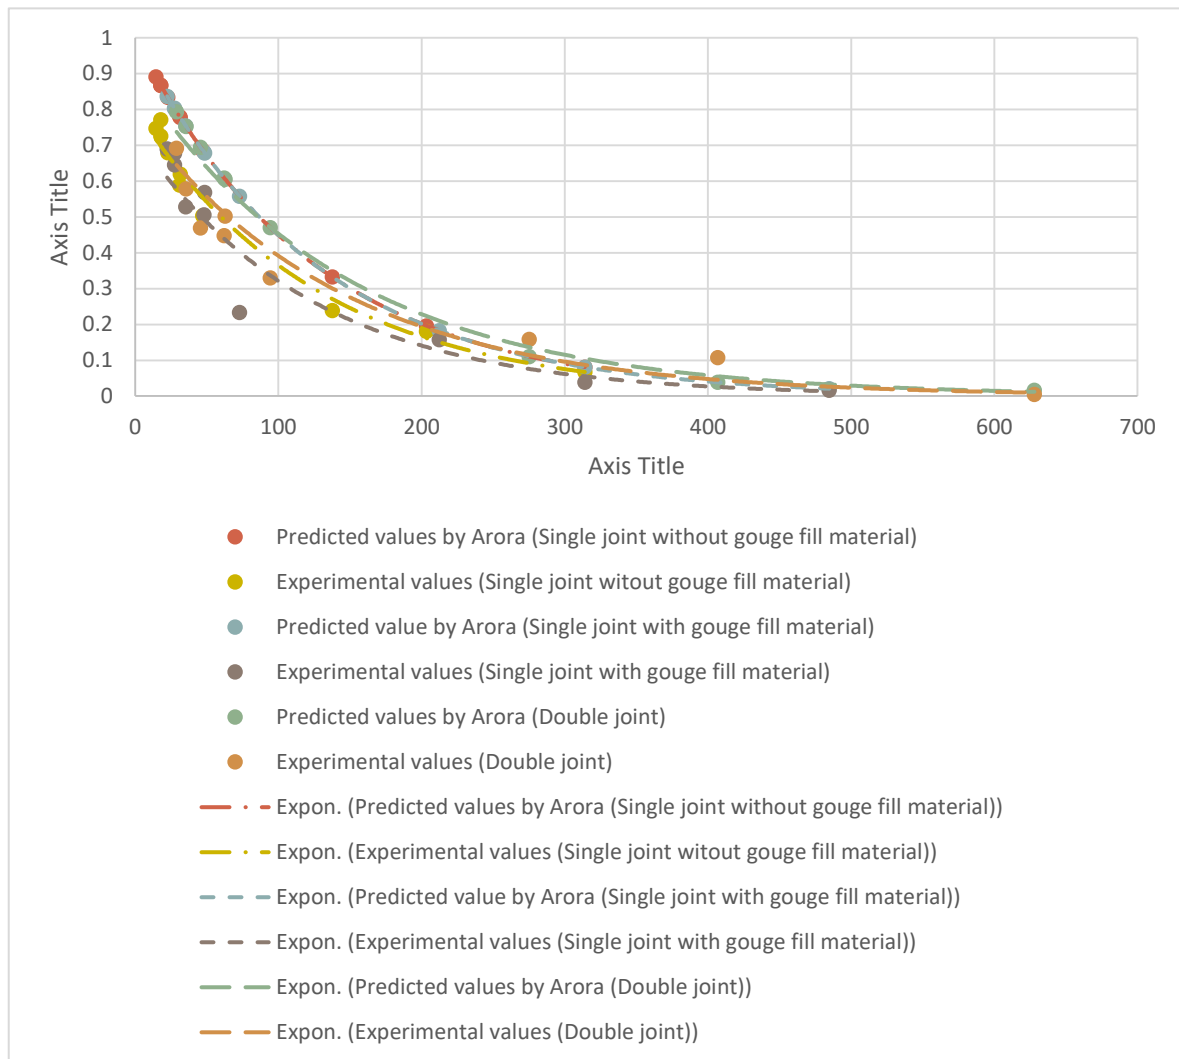 1
0.9
0.8
0.7
0.6
0.5
0.4
0.3
0.2
0.1
0
Axis Title
0 100 200 300 400 500 600 700
Axis Title
Predicted values by Arora (Single joint without gouge fill material)
Experimental values (Single joint witout gouge fill material)
Predicted value by Arora (Single joint with gouge fill material)
Experimental values (Single joint with gouge fill material)
Predicted values by Arora (Double joint)
Experimental values (Double joint)
Expon. (Predicted values by Arora (Single joint without gouge fill material))
Expon. (Experimental values (Single joint witout gouge fill material))
Expon. (Predicted value by Arora (Single joint with gouge fill material))
Expon. (Experimental values (Single joint with gouge fill material))
Expon. (Predicted values by Arora (Double joint))
Expon. (Experimental values (Double joint))